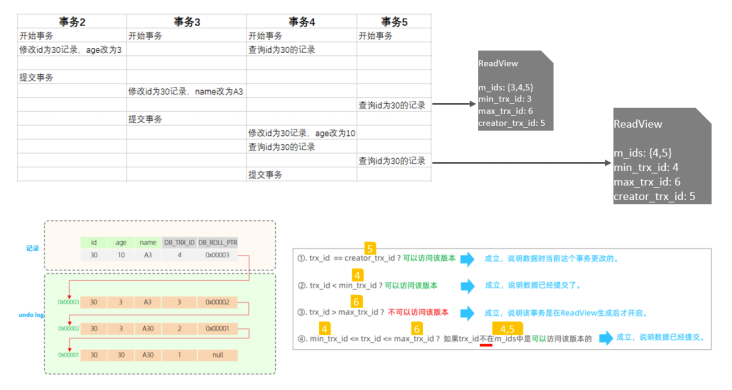 事务2 事务3 事务4 事务5
开始事务 开始事务 开始事务 开始事务
修改id为30记录、age改为3 查询id为30的记录
提交事务
修改id为30记录、name改为A3
查询id为30的记录
提交事务
修改id为30记录、age改为10
查询id为30的记录
查询id为30的记录
提交事务
ReadView
m_ids: {3,4,5}
min_trx_id: 3
max_trx_id: 6
creator_trx_id: 5
ReadView
m_ids: {4,5}
min_trx_id: 4
max_trx_id: 6
creator_trx_id: 5
记录
id age name DB_TRX_ID DB_ROLL_PTR
30 10 A3 4 0x00003
undo log
0x00003 30 3 A3 3 0x00002
0x00002 30 3 A30 2 0x00001
0x00001 30 30 A30 1 null
5
①. trx_id == creator_trx_id ? 可以访问该版本 成立，说明数据时当前这个事务更改的。
4
②. trx_id < min_trx_id ? 可以访问该版本 成立，说明数据已经提交了。
6
③. trx_id > max_trx_id ? 不可以访问该版本 成立，说明该事务是在ReadView生成后才开启。
4 6 4,5
④. min_trx_id <= trx_id <= max_trx_id ? 如果trx_id不在m_ids中是可以访问该版本的 成立，说明数据已经提交。